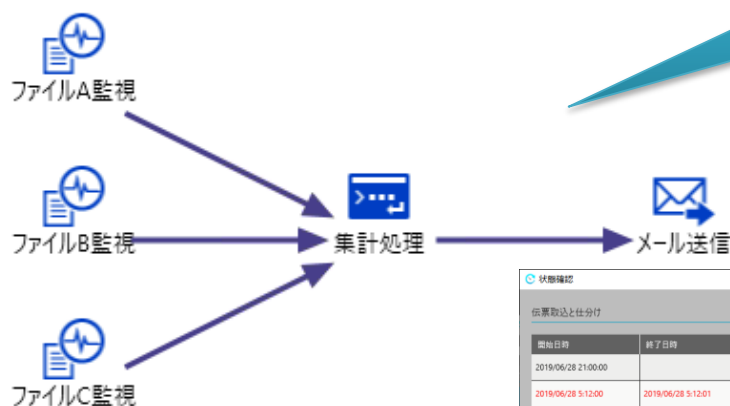 ファイルA監視
ファイルB監視
集計処理
メール送信
ファイルC監視
状態確認
伝票取込と仕分け
開始日時 終了日時
2019/06/28 21:00:00
2019/06/28 5:12:00 2019/06/28 5:12:01